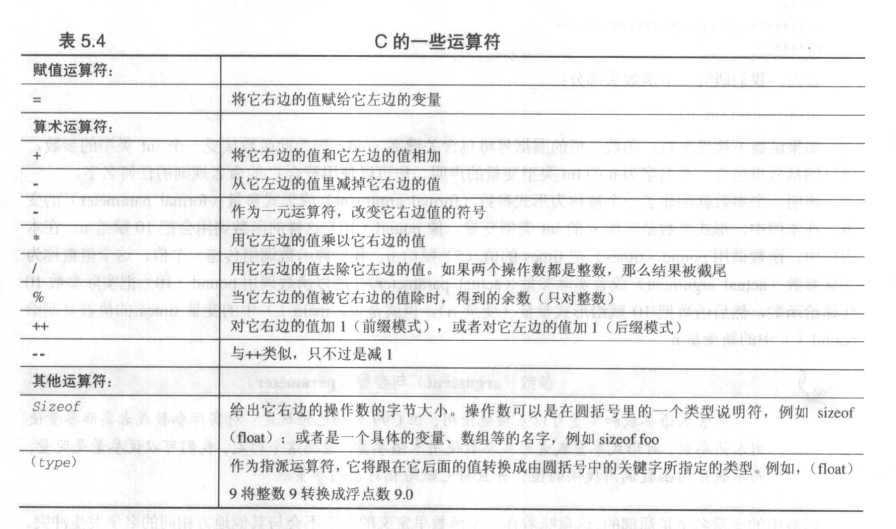 表 5.4 C 的一些运算符
赋值运算符：
= 将它右边的值赋给它左边的变量
算术运算符：
+ 将它右边的值和它左边的值相加
- 从它左边的值里减掉它右边的值
- 作为一元运算符，改变它右边值的符号
* 用它左边的值乘以它右边的值
/ 用它右边的值去除它左边的值。如果两个操作数都是整数，那么结果被截尾
% 当它左边的值被它右边的值除时，得到的余数（只对整数）
++ 对它右边的值加 1（前缀模式），或者对它左边的值加 1（后缀模式）
-- 与++类似，只不过是减 1
其他运算符：
Sizeof 给出它右边的操作数的字节大小。操作数可以是在圆括号里的一个类型说明符，例如 sizeof
（float）；或者是一个具体的变量、数组等的名字，例如 sizeof foo
(type) 作为指派运算符，它将跟在它后面的值转换成由圆括号中的关键字所指定的类型。例如，（float）
9 将整数 9 转换成浮点数 9.0